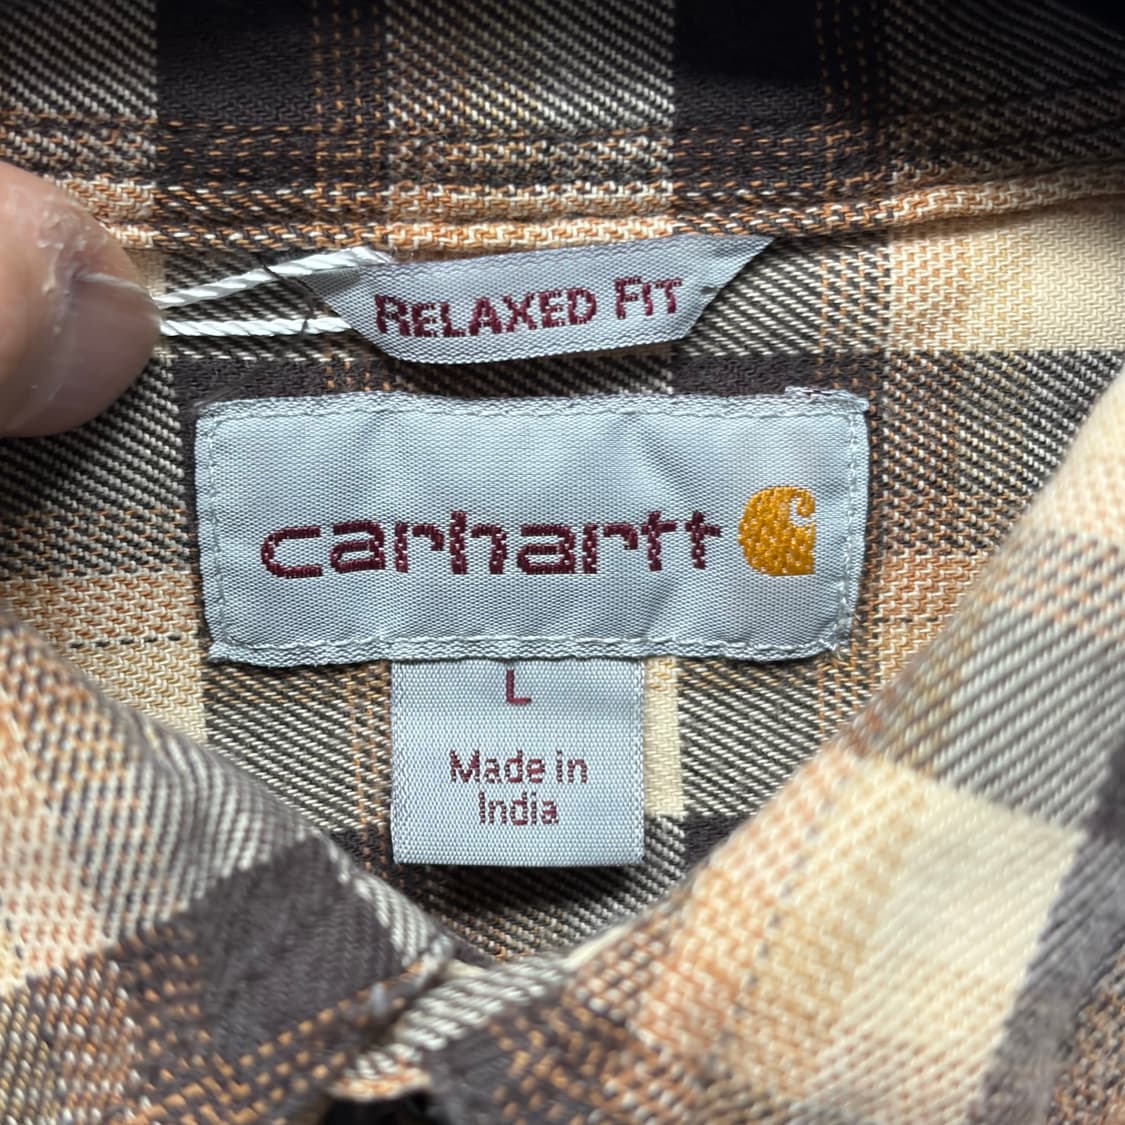 RELAXED FIT
carhartt
L
Made in
India